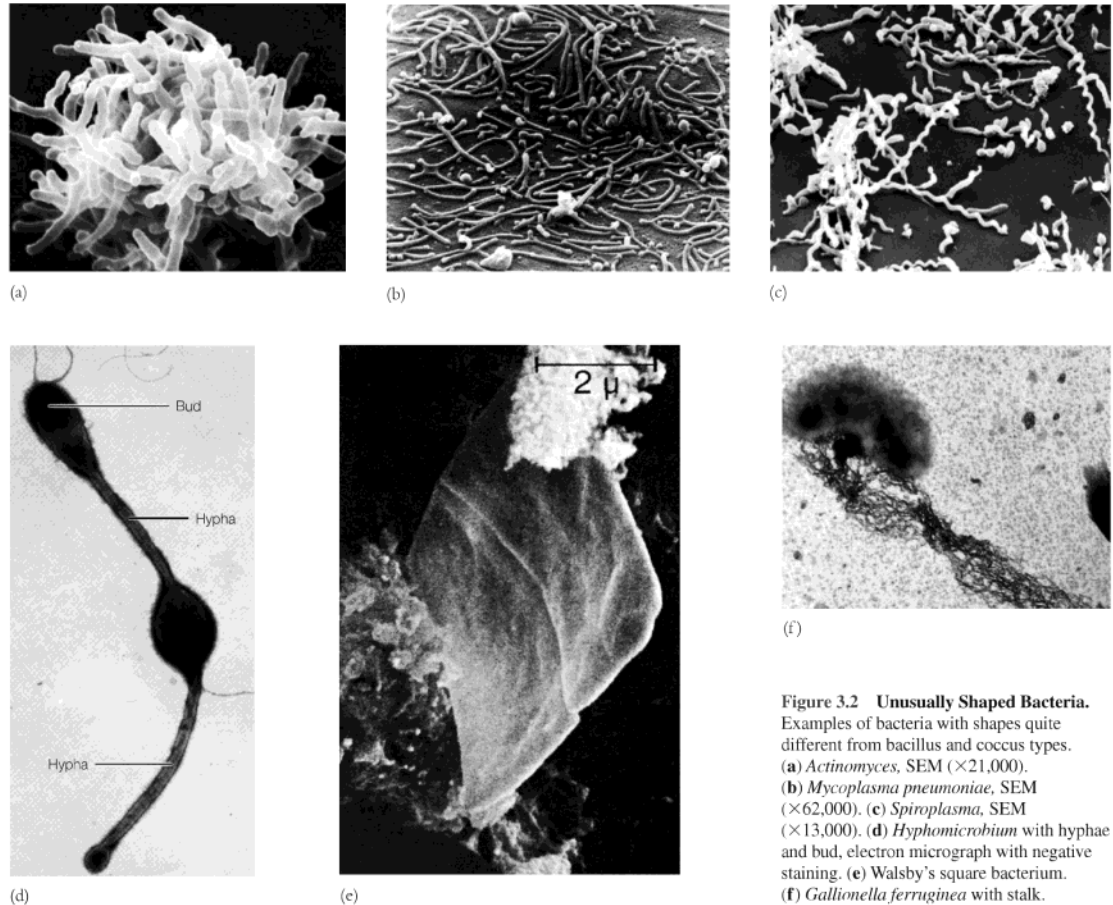 (a)
(b)
(c)
Bud
Hypha
Hypha
(d)
2 μ
(e)
(f)
Figure 3.2 Unusually Shaped Bacteria.
Examples of bacteria with shapes quite
different from bacillus and coccus types.
(a) Actinomyces, SEM (×21,000).
(b) Mycoplasma pneumoniae, SEM
(×62,000). (c) Spiroplasma, SEM
(×13,000). (d) Hyphomicrobium with hyphae
and bud, electron micrograph with negative
staining. (e) Walsby's square bacterium.
(f) Gallionella ferruginea with stalk.